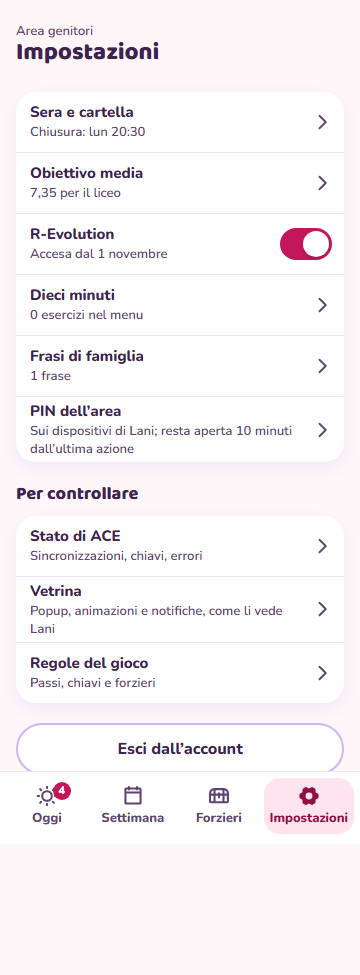 Area genitori
Impostazioni
Sera e cartella
Chiusura: lun 20:30
Obiettivo media
7,35 per il liceo
R-Evolution
Accesa dal 1 novembre
Dieci minuti
0 esercizi nel menu
Frasi di famiglia
1 frase
PIN dell’area
Sui dispositivi di Lani; resta aperta 10 minuti
dall’ultima azione
Per controllare
Stato di ACE
Sincronizzazioni, chiavi, errori
Vetrina
Popup, animazioni e notifiche, come li vede
Lani
Regole del gioco
Passi, chiavi e forzieri
Esci dall’account
4
Oggi
Settimana
Forzieri
Impostazioni